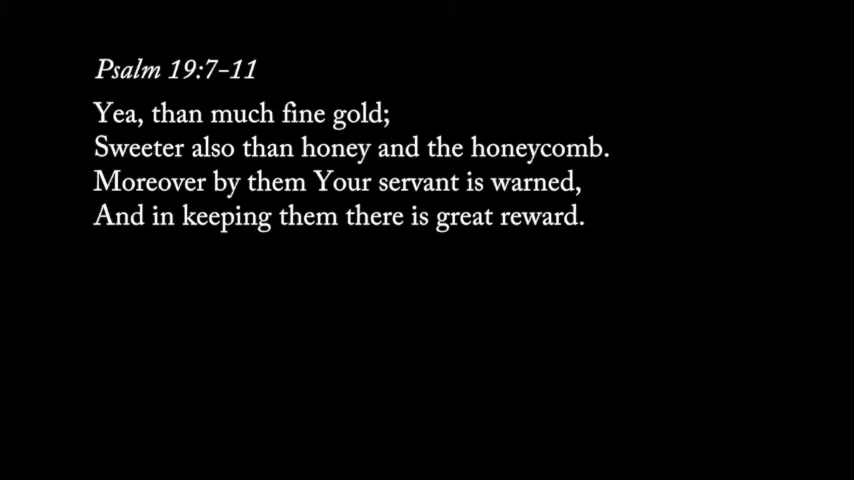 Psalm 19:7-11
Yea, than much fine gold;
Sweeter also than honey and the honeycomb.
Moreover by them Your servant is warned,
And in keeping them there is great reward.